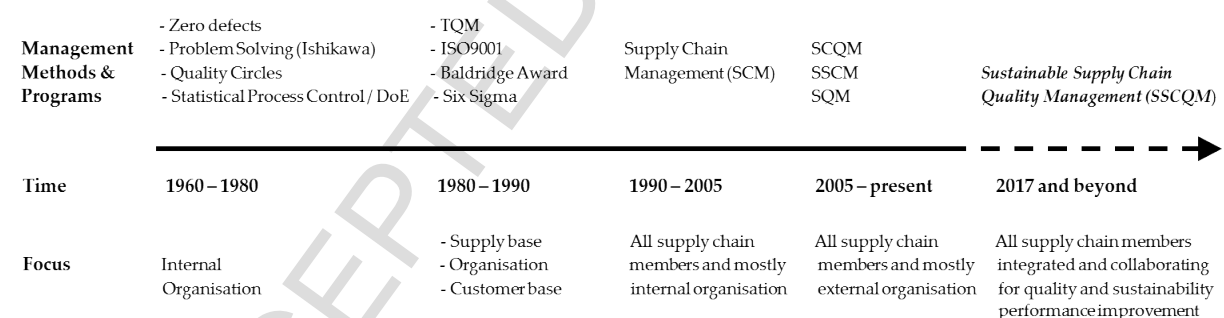 - Zero defects
- TQM
Management
- Problem Solving (Ishikawa)
- ISO9001
Supply Chain
SCQM
Methods &
- Quality Circles
- Baldridge Award
Management (SCM)
SSCM
Sustainable Supply Chain
Programs
- Statistical Process Control / DoE
- Six Sigma
SQM
Quality Management (SSCQM)
Time
1960 – 1980
1980 – 1990
1990 – 2005
2005 – present
2017 and beyond
Focus
Internal
Organisation
- Supply base
- Organisation
- Customer base
All supply chain
members and mostly
internal organisation
All supply chain
members and mostly
external organisation
All supply chain members
integrated and collaborating
for quality and sustainability
performance improvement